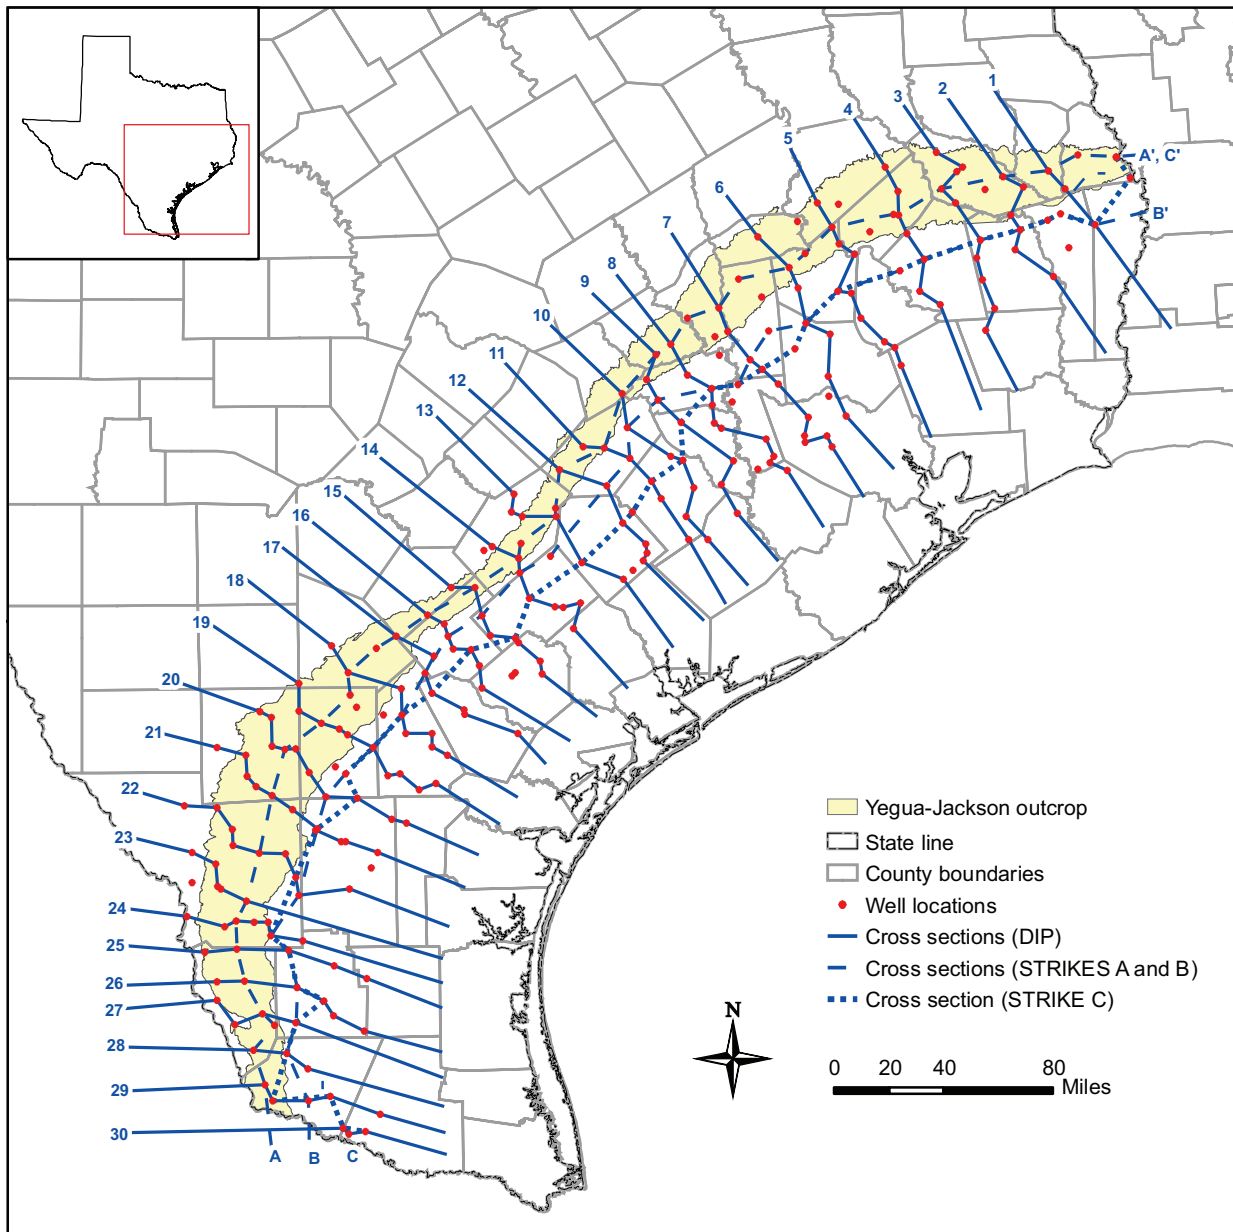 1
2
3
4
5
6
7
8
9
10
11
12
13
14
15
16
17
18
19
20
21
22
23
24
25
26
27
28
29
30
A', C'
B'
A
B
C
Yegua-Jackson outcrop
State line
County boundaries
Well locations
Cross sections (DIP)
Cross sections (STRIKES A and B)
Cross section (STRIKE C)
N
0 20 40 80
Miles